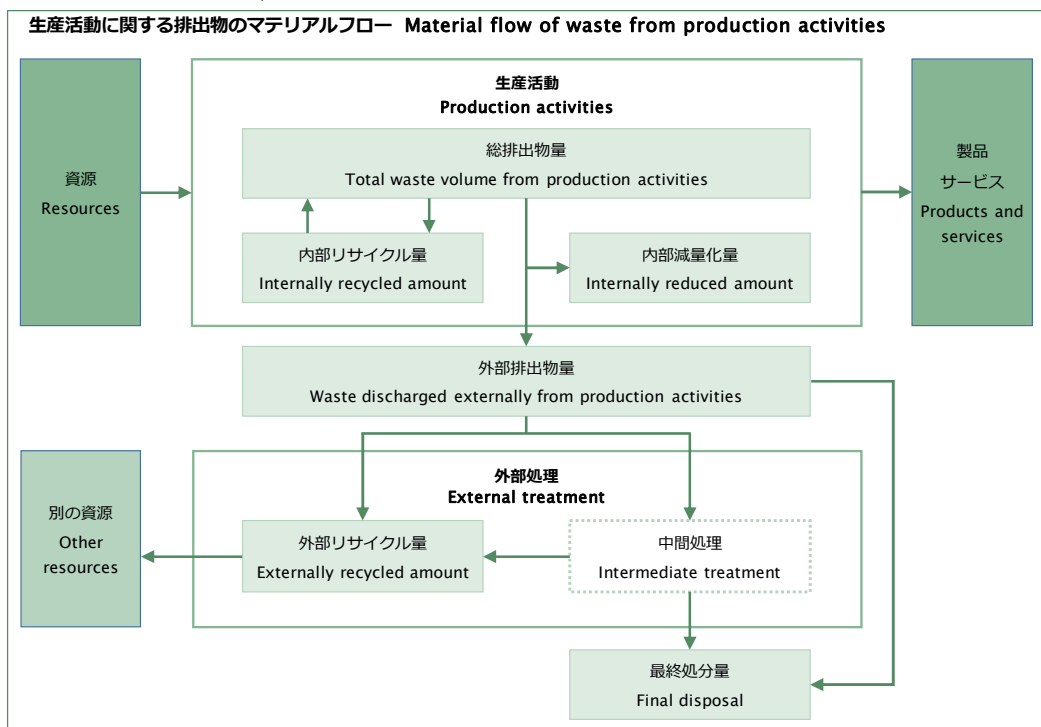 生産活動に関する排出物のマテリアルフロー Material flow of waste from production activities
資源
Resources
生産活動
Production activities
総排出物量
Total waste volume from production activities
内部リサイクル量
Internally recycled amount
内部減量化量
Internally reduced amount
製品
サービス
Products and
services
外部排出物量
Waste discharged externally from production activities
別の資源
Other
resources
外部処理
External treatment
外部リサイクル量
Externally recycled amount
中間処理
Intermediate treatment
最終処分量
Final disposal